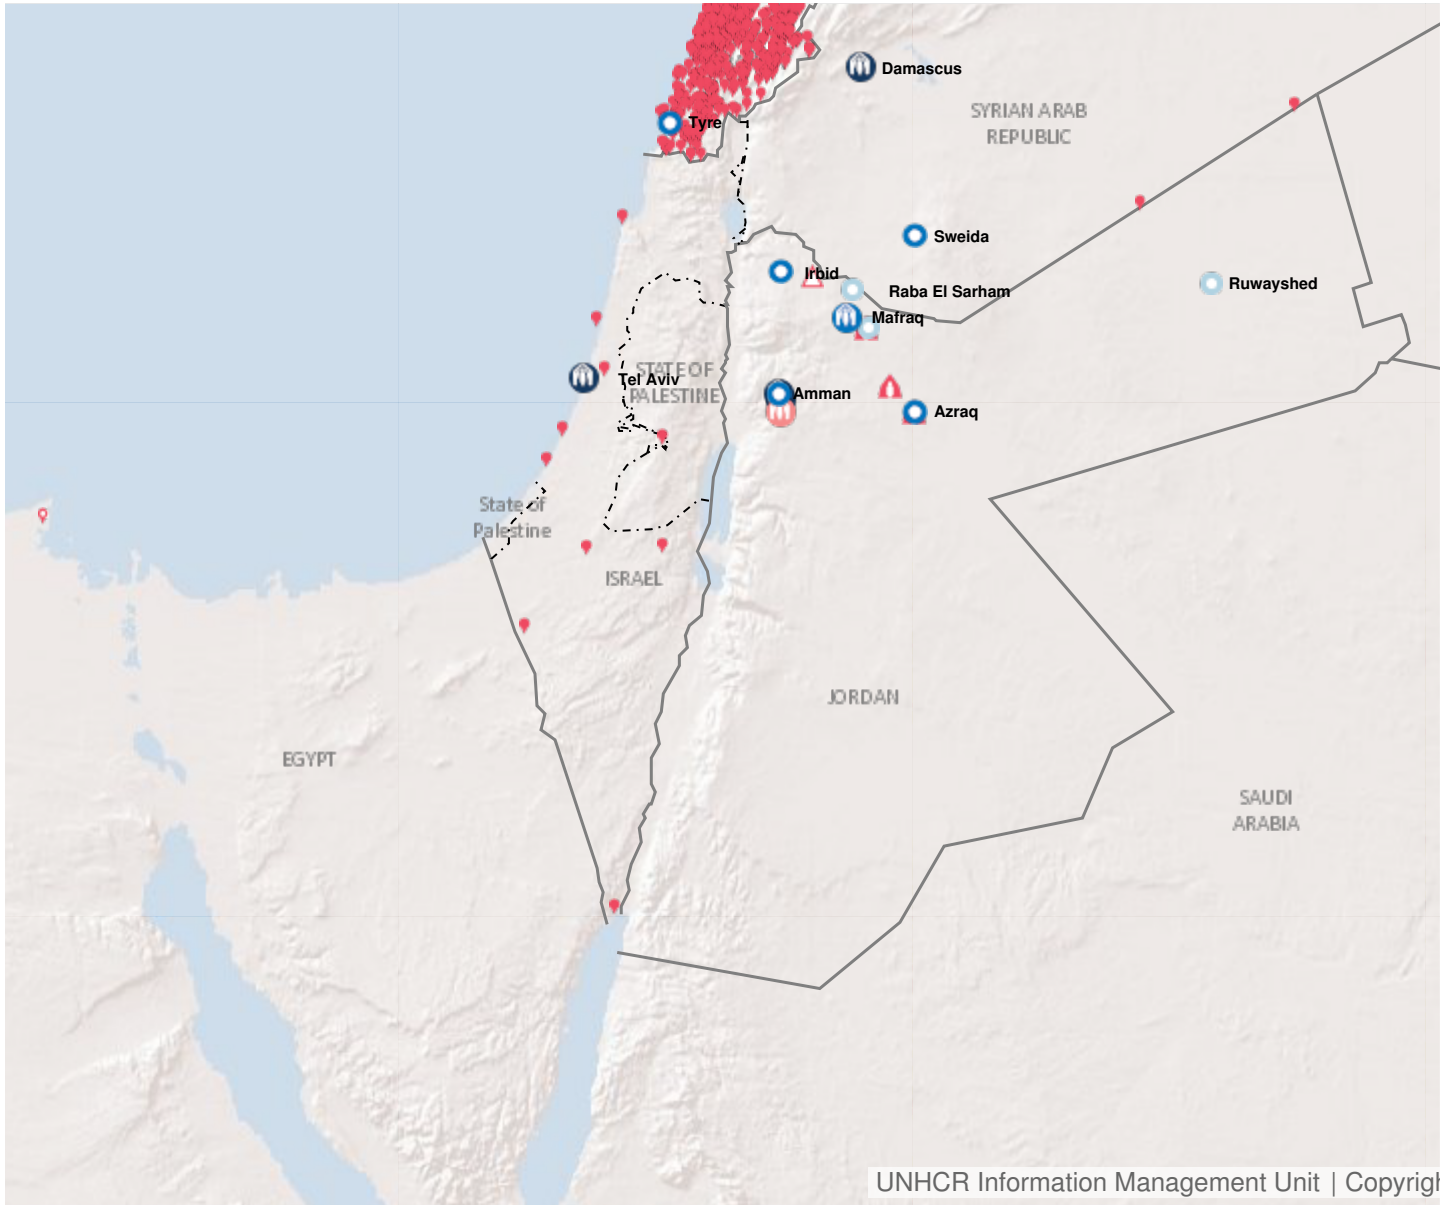 Damascus
SYRIAN ARAB
REPUBLIC
Tyre
Sweida
Irbid
Raba El Sarham
Ruwayshed
Mafraq
STATE OF
PALESTINE
Tel Aviv
Amman
Azraq
State of
Palestine
ISRAEL
JORDAN
EGYPT
SAUDI
ARABIA
UNHCR Information Management Unit | Copyrigh